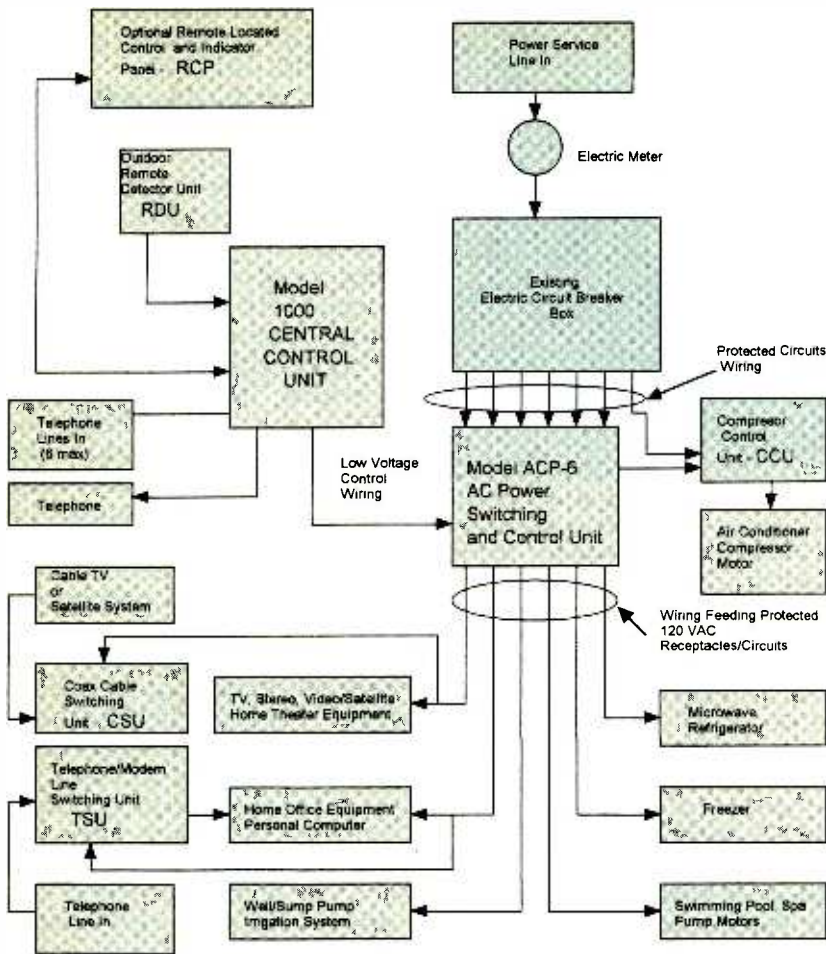 Optional Remote Located
Control and Indicator
Panel - RCP
Power Service
Line In
Electric Meter
Outdoor
Remote
Detector Unit
RDU
Model
1000
CENTRAL
CONTROL
UNIT
Existing
Electric Circuit Breaker
Box
Protected Circuits
Wiring
Telephone
Lines In
(6 max)
Telephone
Low Voltage
Control
Wiring
Model ACP-6
AC Power
Switching
and Control Unit
Compresor
Control
Unit - CCU
Air Conditioner
Compressor
Motor
Cable TV
or
Satellite System
Wiring Feeding Protected
120 VAC
Receptacles/Circuits
Coax Cable
Switching
Unit CSU
TV, Stereo, Video/Satellite
Home Theater Equipment
Microwave
Refrigerator
Telephone/Modem
Line
Switching Unit
TSU
Home Office Equipment
Personal Computer
Freezer
Telephone
Line In
Well/Sump Pump
Irrigation System
Swimming Pool, Spa
Pump Motors